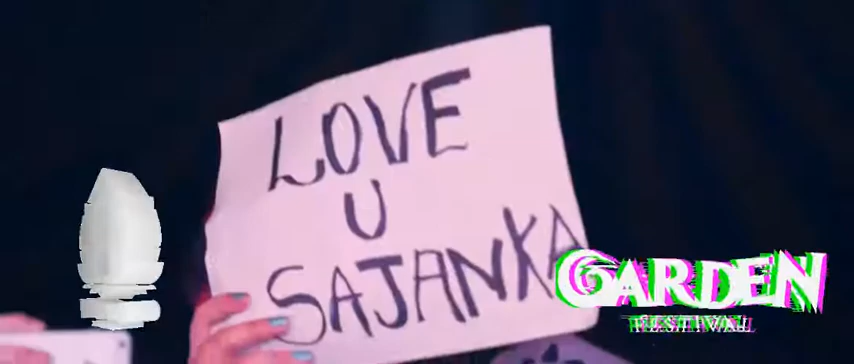 LOVE
U
SAJANKA
GARDEN
FESTIVAL